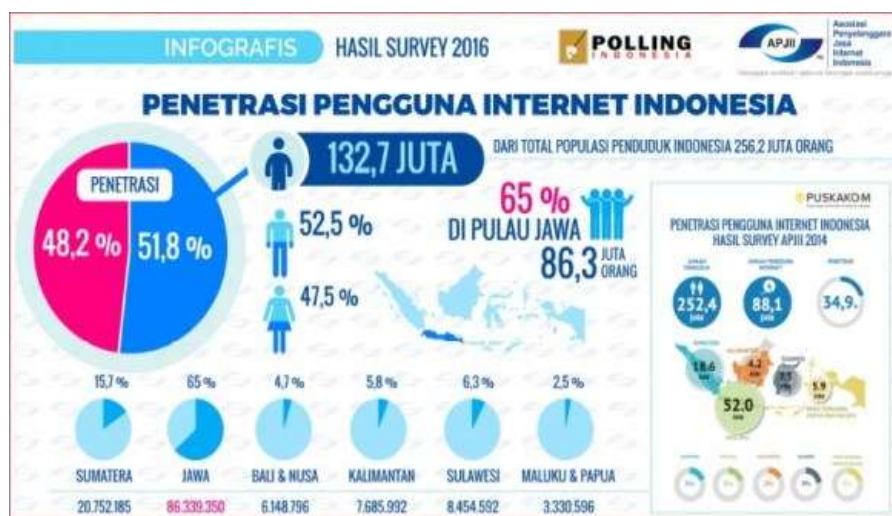 INFOGRAFIS
HASIL SURVEY 2016
POLLING
INDONESIA
APJII
Asosiasi
Penyelenggara
Jasa
Internet
Indonesia
PENETRASI PENGGUNA INTERNET INDONESIA
132,7 JUTA
DARI TOTAL POPULASI PENDUDUK INDONESIA 256,2 JUTA ORANG
PENETRASI
48,2 %
51,8 %
52,5 %
47,5 %
65 %
DI PULAU JAWA
86,3 JUTA
ORANG
15,7 %
65 %
4,7 %
5,8 %
6,3 %
2,5 %
SUMATERA
JAWA
BALI & NUSA
KALIMANTAN
SULAWESI
MALUKU & PAPUA
20.752.185
86.339.350
6.148.796
7.685.992
8.454.592
3.330.596
PUSKAKOM
PENETRASI PENGGUNA INTERNET INDONESIA
HASIL SURVEY APJII 2014
PENETRASI
252,4
juta
88,1
juta
34,9
18.6
4.2
5.9
52.0